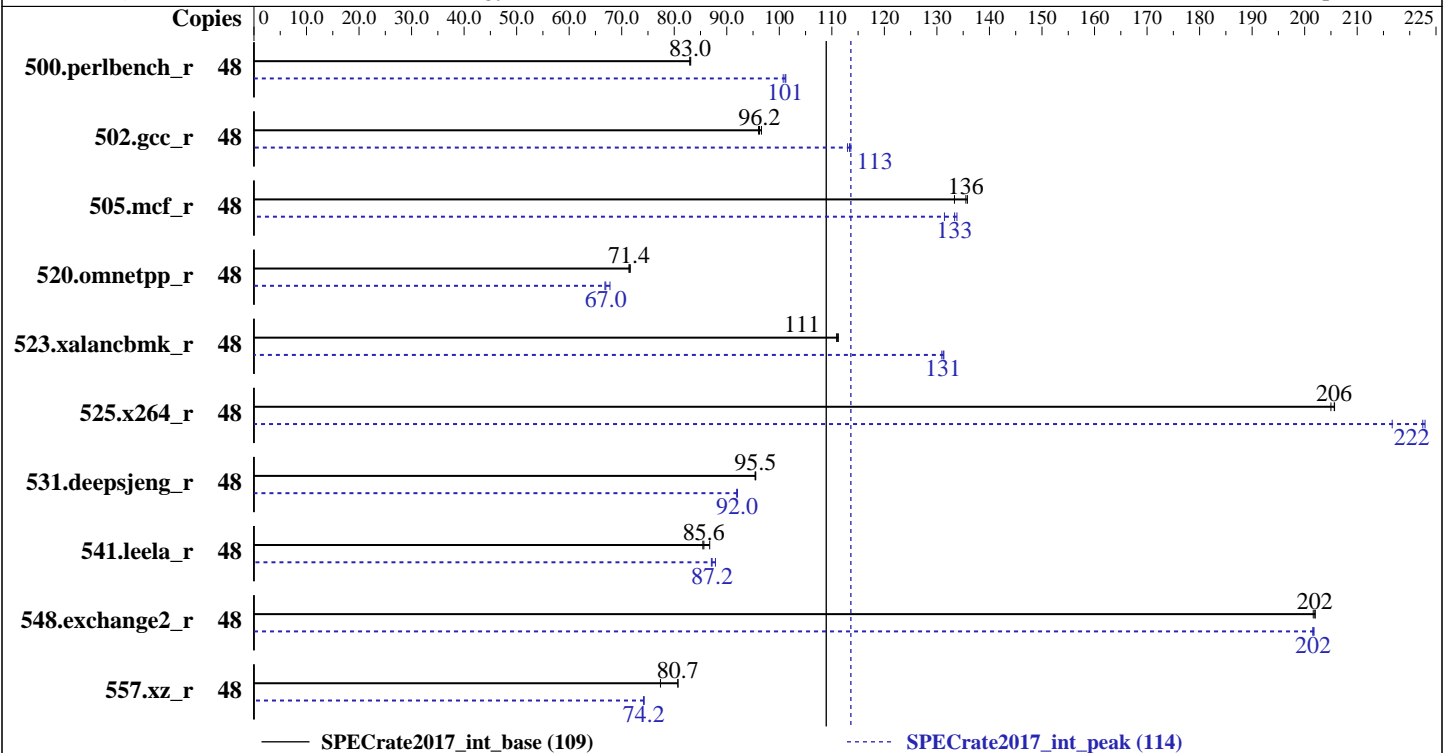 Copies 0 10.0 20.0 30.0 40.0 50.0 60.0 70.0 80.0 90.0 100 110 120 130 140 150 160 170 180 190 200 210 225
500.perlbench_r 48 83.0
101
502.gcc_r 48 96.2
113
505.mcf_r 48 136
133
520.omnetpp_r 48 71.4
67.0
523.xalancbmk_r 48 111
131
525.x264_r 48 206
222
531.deepsjeng_r 48 95.5
92.0
541.leela_r 48 85.6
87.2
548.exchange2_r 48 202
202
557.xz_r 48 80.7
74.2
SPECrate2017_int_base (109) SPECrate2017_int_peak (114)